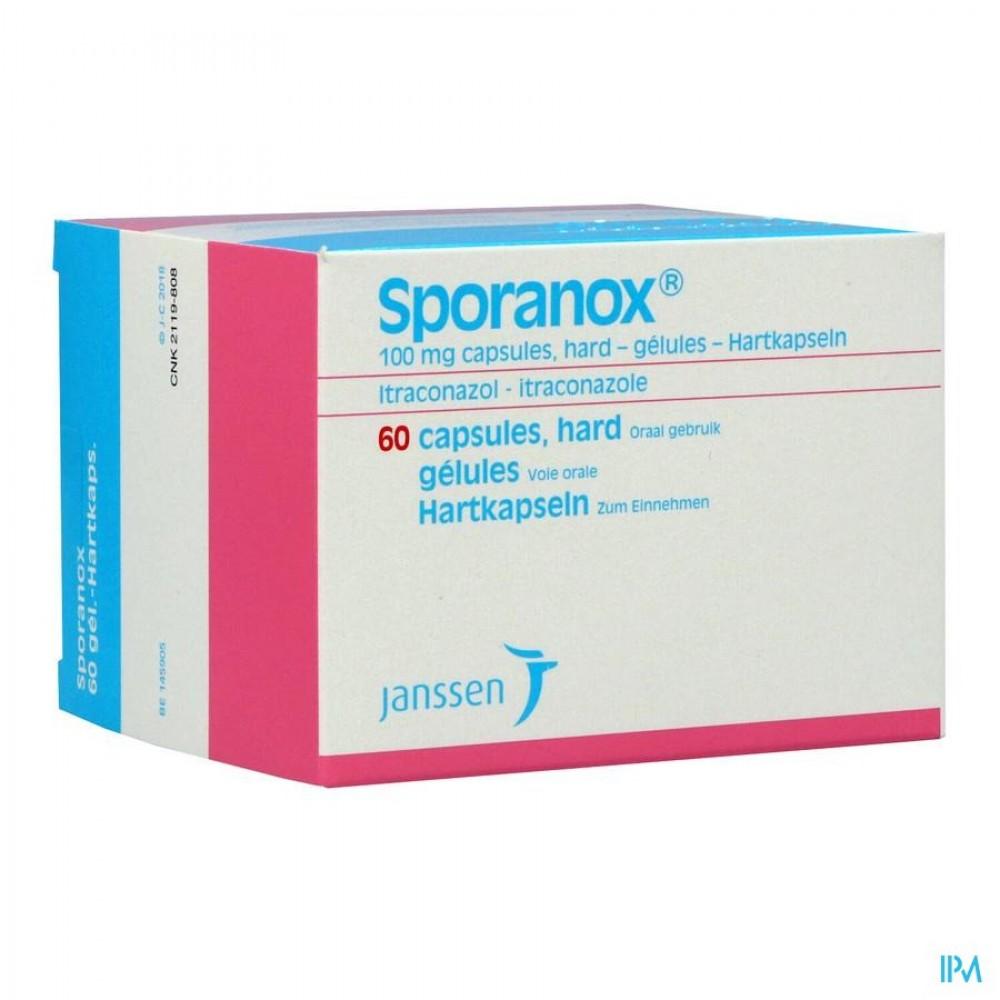 Sporanox®
100 mg capsules, hard – gélules – Hartkapseln
Itraconazol - itraconazole
60 capsules, hard Oraal gebruik
gélules Voie orale
Hartkapseln Zum Einnehmen
janssen
© J-C 2018
CNK 2119-808
BE 145905
Sporanox
60 gél.-Hartkaps.
IPM